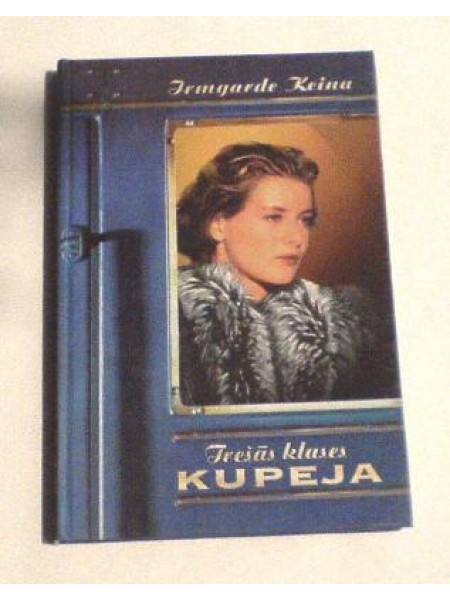 Irmgarde Keina
Trešās klases
KUPEJA